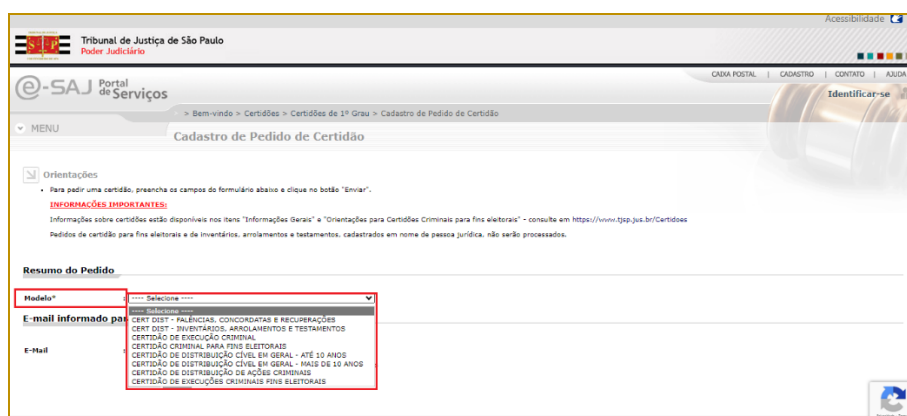 Acessibilidade
STP
Tribunal de Justiça de São Paulo
Poder Judiciário
CAIXA POSTAL | CADASTRO | CONTATO | AJUDA
e-SAJ Portal de Serviços
Identificar-se
> Bem-vindo > Certidões > Certidões de 1º Grau > Cadastro de Pedido de Certidão
MENU
Cadastro de Pedido de Certidão
Orientações
• Para pedir uma certidão, preencha os campos do formulário abaixo e clique no botão "Enviar".
INFORMAÇÕES IMPORTANTES:
Informações sobre certidões estão disponíveis nos itens "Informações Gerais" e "Orientações para Certidões Criminais para fins eleitorais" - consulte em https://www.tjsp.jus.br/Certidoes
Pedidos de certidão para fins eleitorais e de inventários, arrolamentos e testamentos, cadastrados em nome de pessoa jurídica, não serão processados.
Resumo do Pedido
Modelo* : ---- Selecione ----
---- Selecione ----
E-mail informado par
CERT DIST - FALÊNCIAS, CONCORDATAS E RECUPERAÇÕES
CERT DIST - INVENTÁRIOS, ARROLAMENTOS E TESTAMENTOS
CERTIDÃO DE EXECUÇÃO CRIMINAL
CERTIDÃO CRIMINAL PARA FINS ELEITORAIS
E-Mail :
CERTIDÃO DE DISTRIBUIÇÃO CÍVEL EM GERAL - ATÉ 10 ANOS
CERTIDÃO DE DISTRIBUIÇÃO CÍVEL EM GERAL - MAIS DE 10 ANOS
CERTIDÃO DE DISTRIBUIÇÃO DE AÇÕES CRIMINAIS
CERTIDÃO DE EXECUÇÕES CRIMINAIS FINS ELEITORAIS